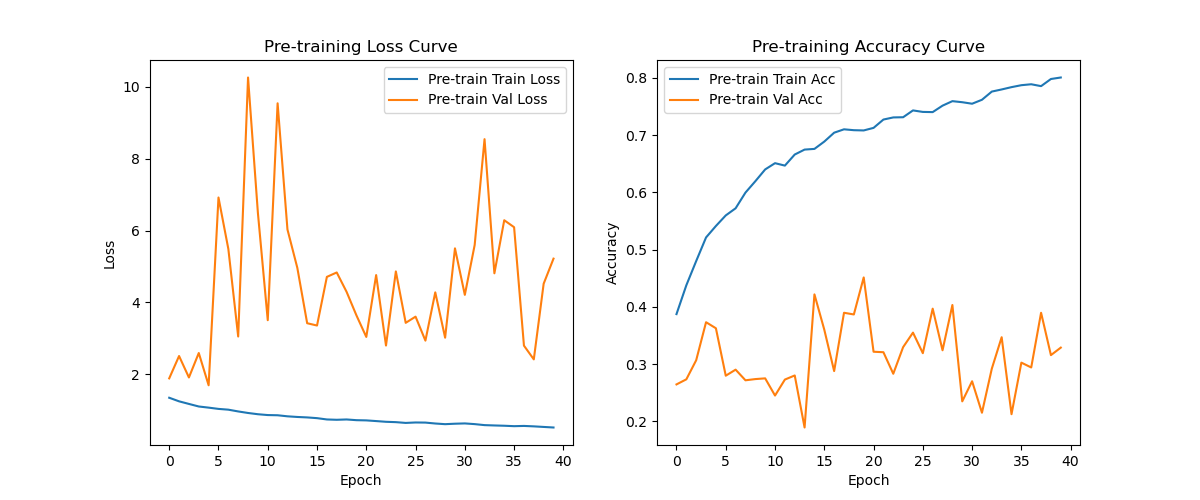 Pre-training Loss Curve
Pre-train Train Loss
Pre-train Val Loss
10
8
6
4
2
Loss
0 5 10 15 20 25 30 35 40
Epoch
Pre-training Accuracy Curve
Pre-train Train Acc
Pre-train Val Acc
0.8
0.7
0.6
0.5
0.4
0.3
0.2
Accuracy
0 5 10 15 20 25 30 35 40
Epoch